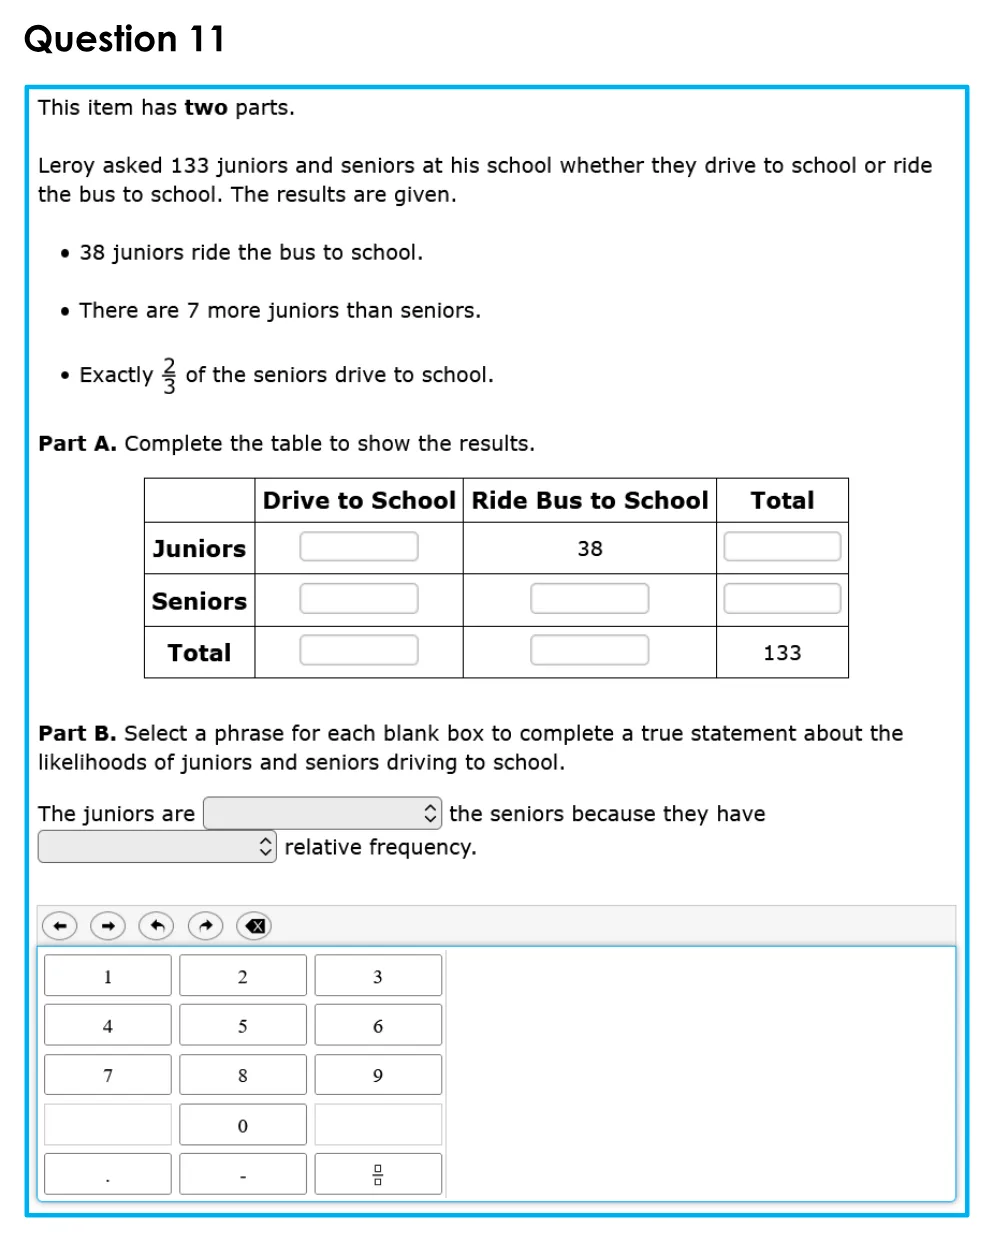 Question 11
This item has two parts.
Leroy asked 133 juniors and seniors at his school whether they drive to school or ride
the bus to school. The results are given.
• 38 juniors ride the bus to school.
• There are 7 more juniors than seniors.
• Exactly 2/3 of the seniors drive to school.
Part A. Complete the table to show the results.
Drive to School Ride Bus to School Total
Juniors 38
Seniors
Total 133
Part B. Select a phrase for each blank box to complete a true statement about the
likelihoods of juniors and seniors driving to school.
The juniors are the seniors because they have
relative frequency.
1 2 3
4 5 6
7 8 9
0
. -